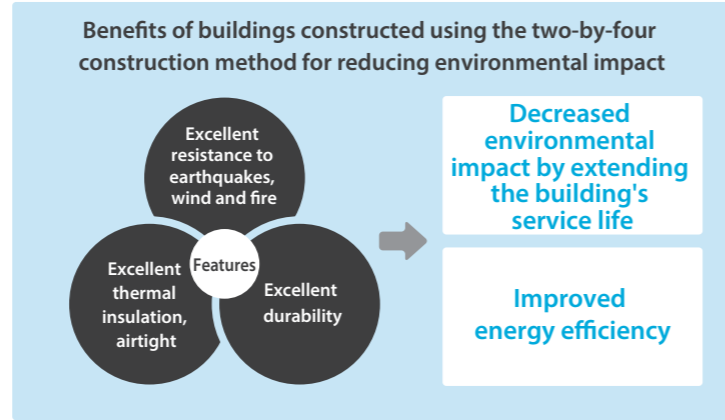 Benefits of buildings constructed using the two-by-four
construction method for reducing environmental impact
Excellent
resistance to
earthquakes,
wind and fire
Features
Excellent
thermal
insulation,
airtight
Excellent
durability
Decreased
environmental
impact by extending
the building's
service life
Improved
energy efficiency